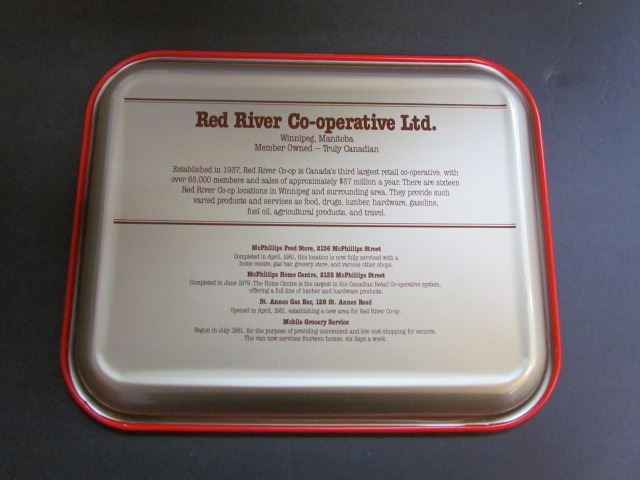 Red River Co-operative Ltd.
Winnipeg, Manitoba
Member Owned — Truly Canadian
Established in 1937, Red River Co-op is Canada's third largest retail co-operative, with
over 65,000 members and sales of approximately $57 million a year. There are sixteen
Red River Co-op locations in Winnipeg and surrounding area. They provide such
varied products and services as food, drugs, lumber, hardware, gasoline,
fuel oil, agricultural products, and travel.
McPhillips Food Store, 2136 McPhillips Street
Completed in April, 1981, this location is now fully serviced with a
home centre, gas bar, grocery store, and various other shops.
McPhillips Home Centre, 2132 McPhillips Street
Completed in June 1979. The Home Centre is the largest in the Canadian Retail Co-operative system,
offering a full line of lumber and hardware products.
St. Annes Gas Bar, 128 St. Annes Road
Opened in April, 1981, establishing a new area for Red River Co-op.
Mobile Grocery Service
Begun in July 1981, for the purpose of providing convenient and low cost shopping for seniors.
The van now services fourteen homes, six days a week.